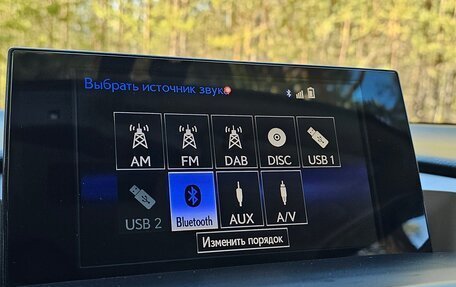 Выбрать источник звука
AM FM DAB DISC USB 1
USB 2 Bluetooth AUX A/V
Изменить порядок